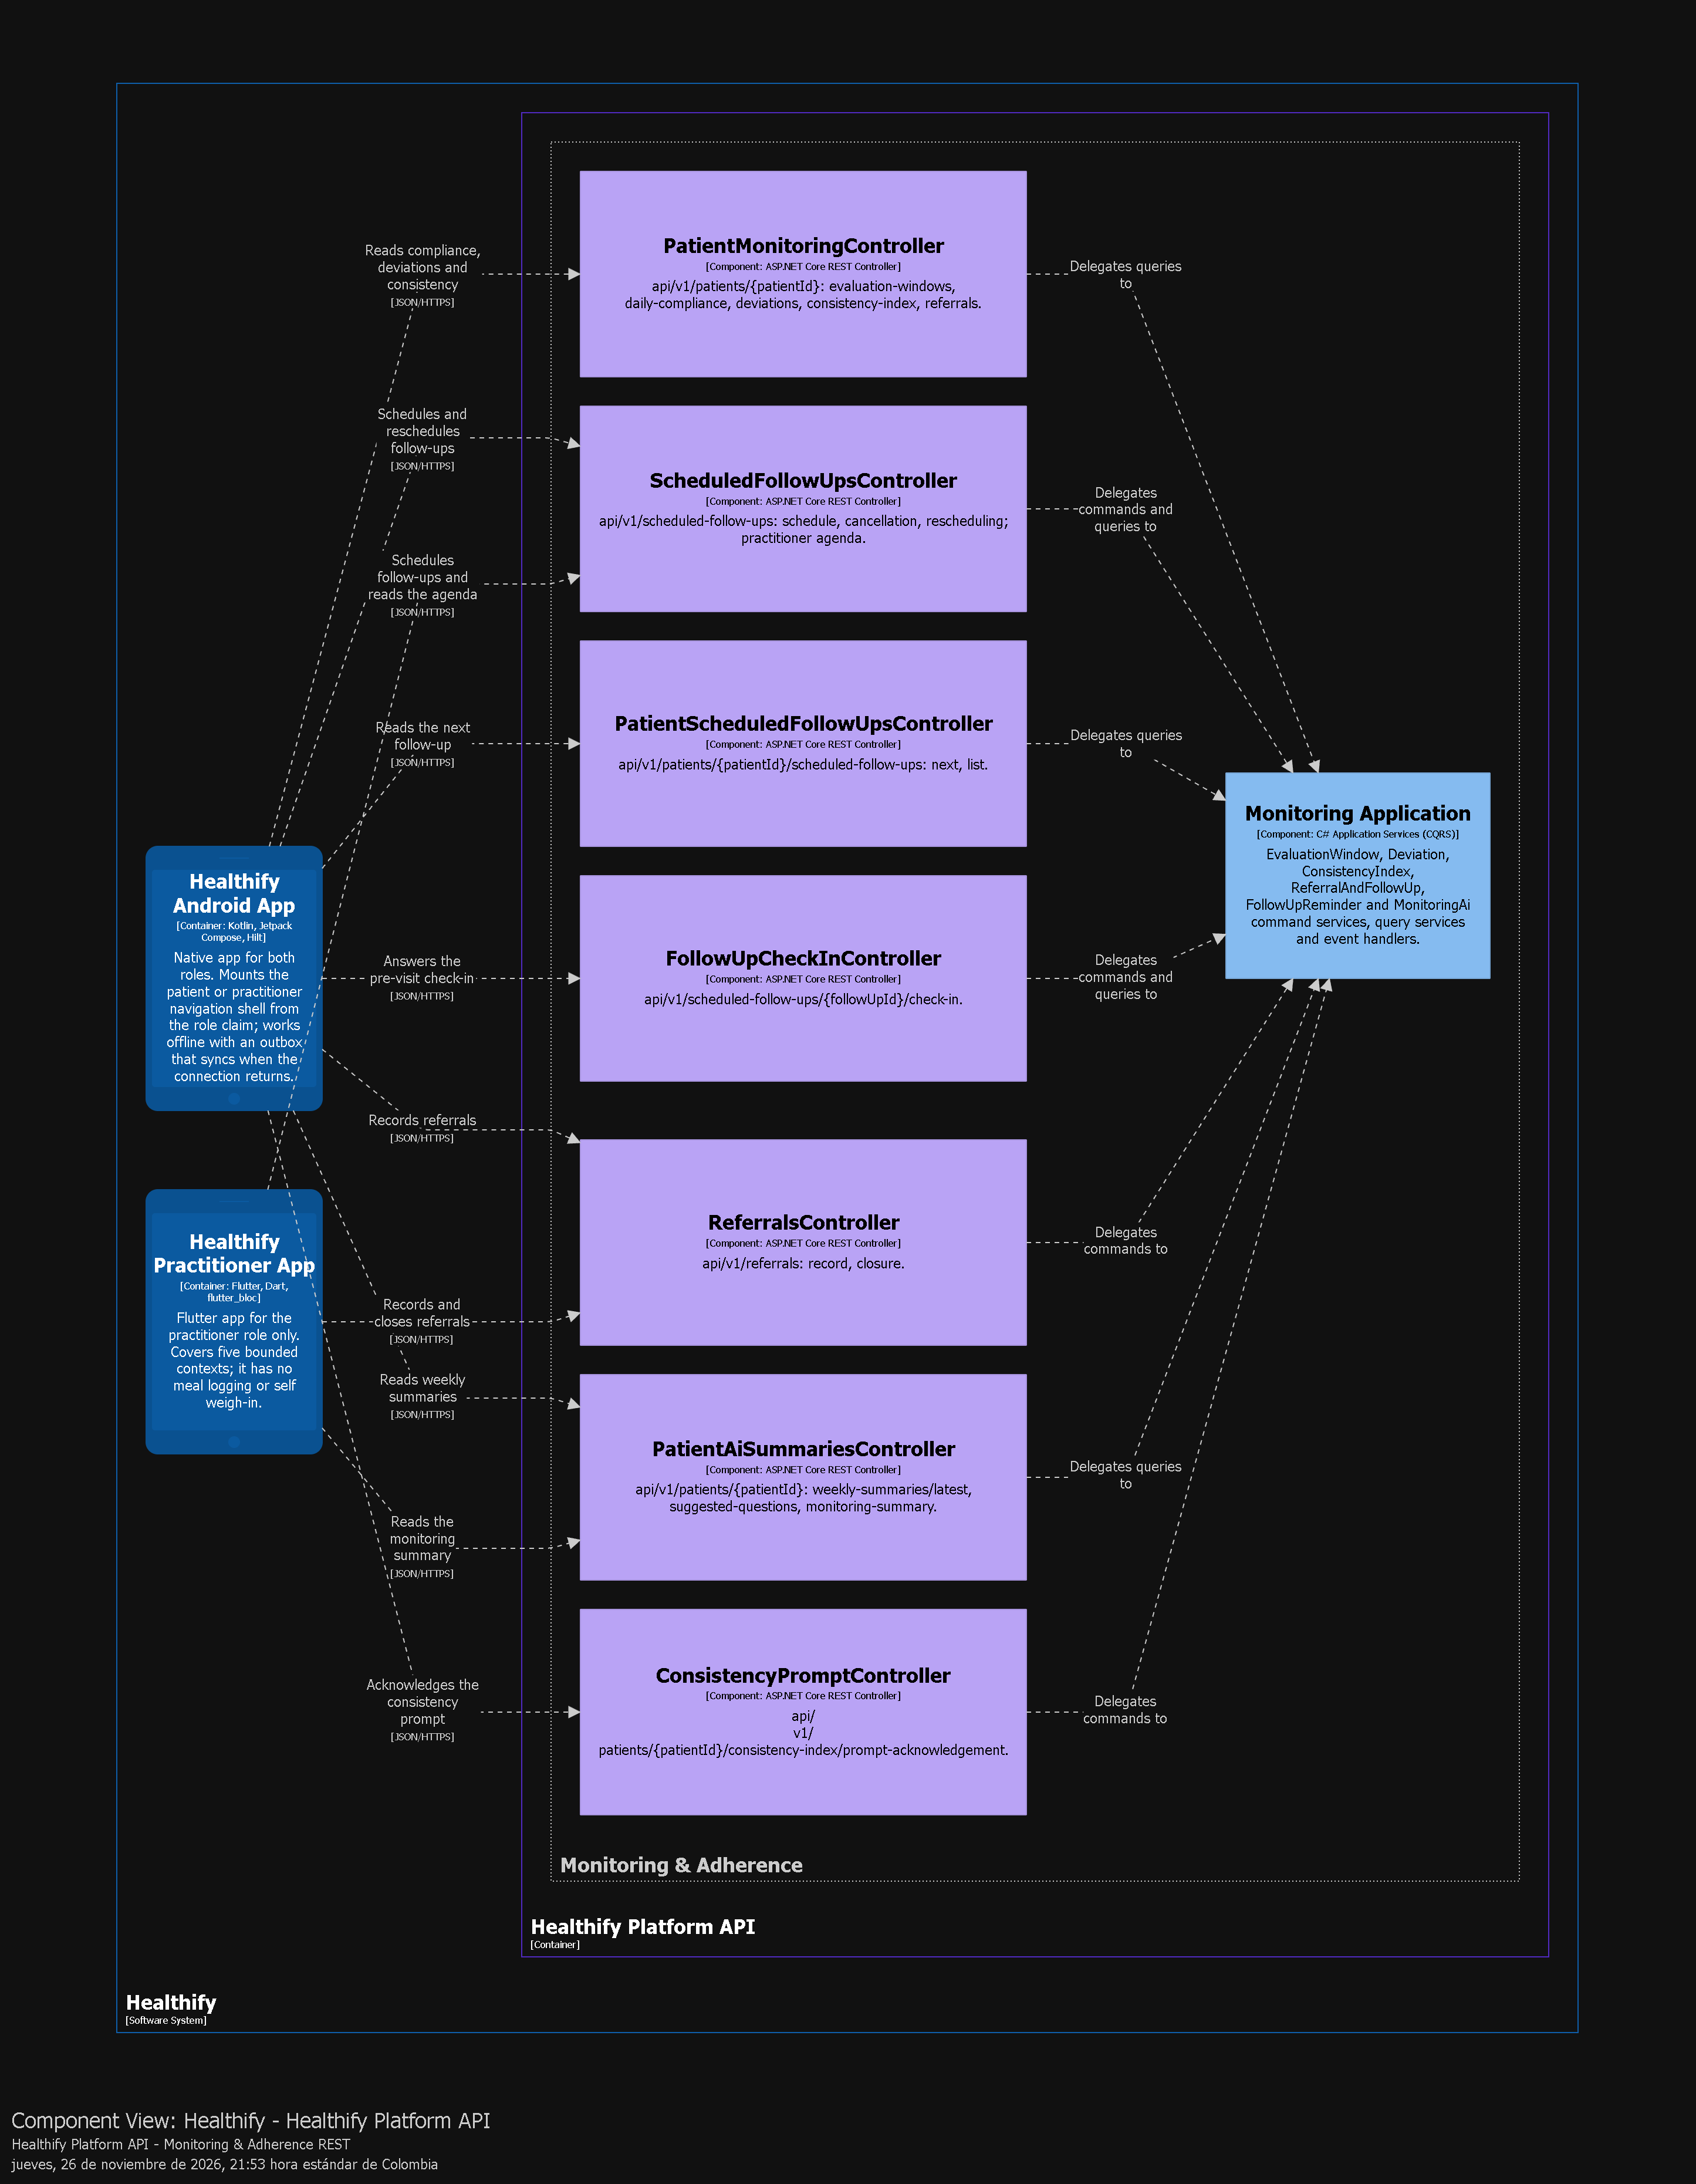 Reads compliance,
deviations and
consistency
[JSON/HTTPS]
PatientMonitoringController
[Component: ASP.NET Core REST Controller]
api/v1/patients/{patientId}: evaluation-windows,
daily-compliance, deviations, consistency-index, referrals.
Delegates queries
to
Schedules and
reschedules
follow-ups
[JSON/HTTPS]
ScheduledFollowUpsController
[Component: ASP.NET Core REST Controller]
api/v1/scheduled-follow-ups: schedule, cancellation, rescheduling;
practitioner agenda.
Delegates
commands and
queries to
Schedules
follow-ups and
reads the agenda
[JSON/HTTPS]
Reads the next
follow-up
[JSON/HTTPS]
PatientScheduledFollowUpsController
[Component: ASP.NET Core REST Controller]
api/v1/patients/{patientId}/scheduled-follow-ups: next, list.
Delegates queries
to
Monitoring Application
[Component: C# Application Services (CQRS)]
EvaluationWindow, Deviation,
ConsistencyIndex,
ReferralAndFollowUp,
FollowUpReminder and MonitoringAi
command services, query services
and event handlers.
Healthify
Android App
[Container: Kotlin, Jetpack
Compose, Hilt]
Native app for both
roles. Mounts the
patient or practitioner
navigation shell from
the role claim; works
offline with an outbox
that syncs when the
connection returns.
Answers the
pre-visit check-in
[JSON/HTTPS]
FollowUpCheckInController
[Component: ASP.NET Core REST Controller]
api/v1/scheduled-follow-ups/{followUpId}/check-in.
Delegates
commands and
queries to
Records referrals
[JSON/HTTPS]
ReferralsController
[Component: ASP.NET Core REST Controller]
api/v1/referrals: record, closure.
Delegates
commands to
Healthify
Practitioner App
[Container: Flutter, Dart,
flutter_bloc]
Flutter app for the
practitioner role only.
Covers five bounded
contexts; it has no
meal logging or self
weigh-in.
Records and
closes referrals
[JSON/HTTPS]
Reads weekly
summaries
[JSON/HTTPS]
PatientAiSummariesController
[Component: ASP.NET Core REST Controller]
api/v1/patients/{patientId}: weekly-summaries/latest,
suggested-questions, monitoring-summary.
Delegates queries
to
Reads the
monitoring
summary
[JSON/HTTPS]
Acknowledges the
consistency
prompt
[JSON/HTTPS]
ConsistencyPromptController
[Component: ASP.NET Core REST Controller]
api/
v1/
patients/{patientId}/consistency-index/prompt-acknowledgement.
Delegates
commands to
Monitoring & Adherence
Healthify Platform API
[Container]
Healthify
[Software System]
Component View: Healthify - Healthify Platform API
Healthify Platform API - Monitoring & Adherence REST
jueves, 26 de noviembre de 2026, 21:53 hora estándar de Colombia